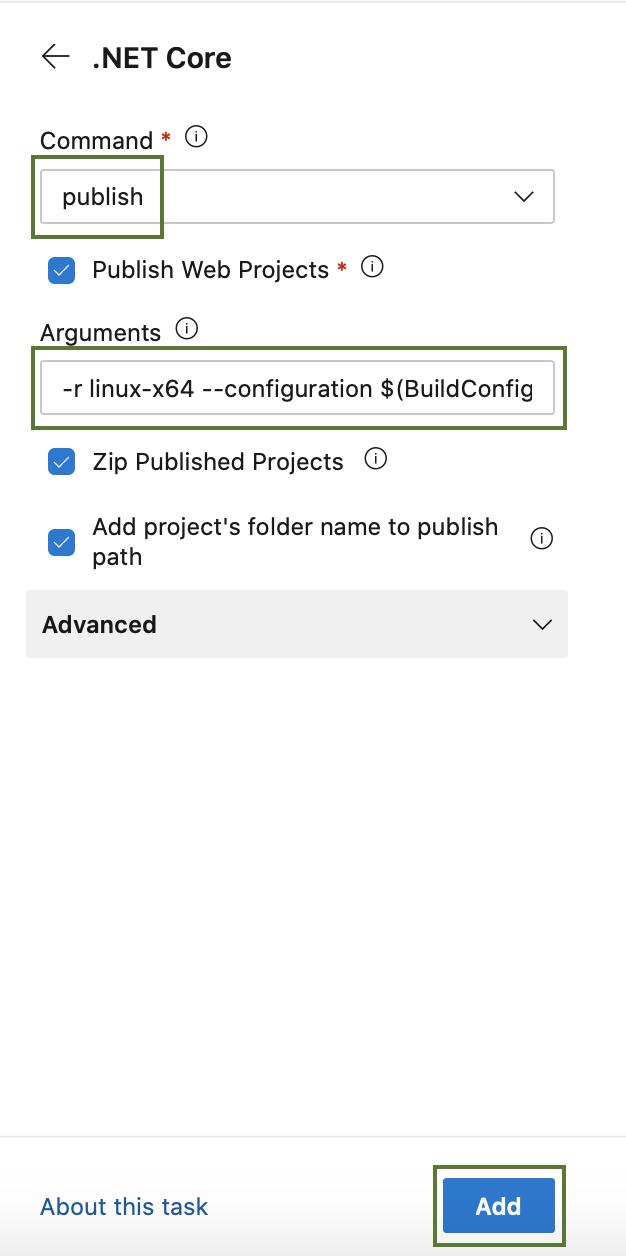 .NET Core
Command *
publish
Publish Web Projects *
Arguments
-r linux-x64 --configuration $(BuildConfig
Zip Published Projects
Add project's folder name to publish
path
Advanced
About this task
Add